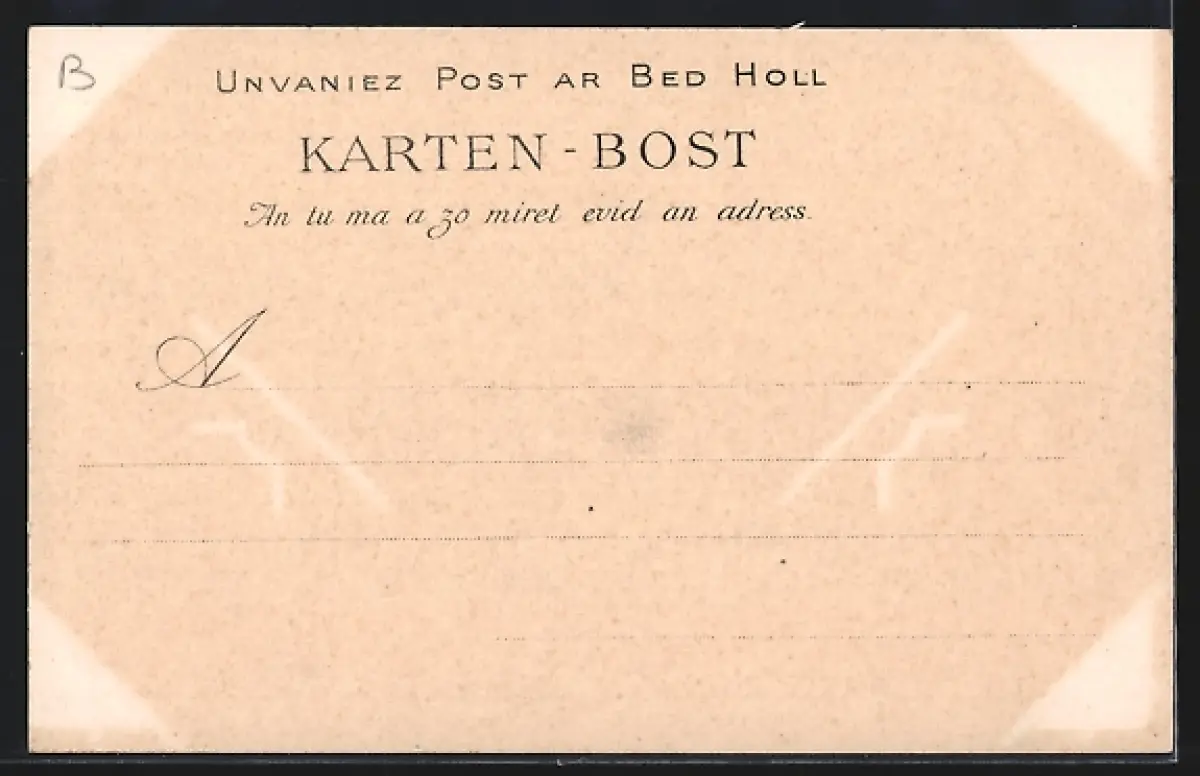 B
UNVANIEZ POST AR BED HOLL
KARTEN-BOST
An tu ma a zo miret evid an adress.
A